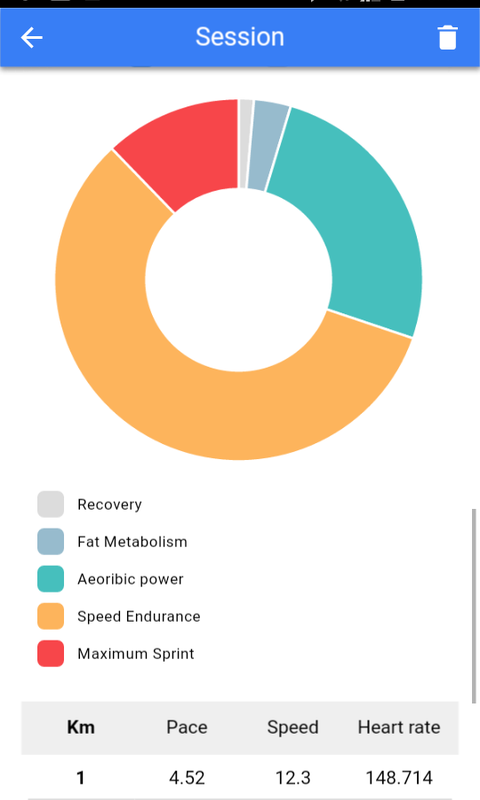 Session
Recovery
Fat Metabolism
Aeoribic power
Speed Endurance
Maximum Sprint
Km Pace Speed Heart rate
1 4.52 12.3 148.714